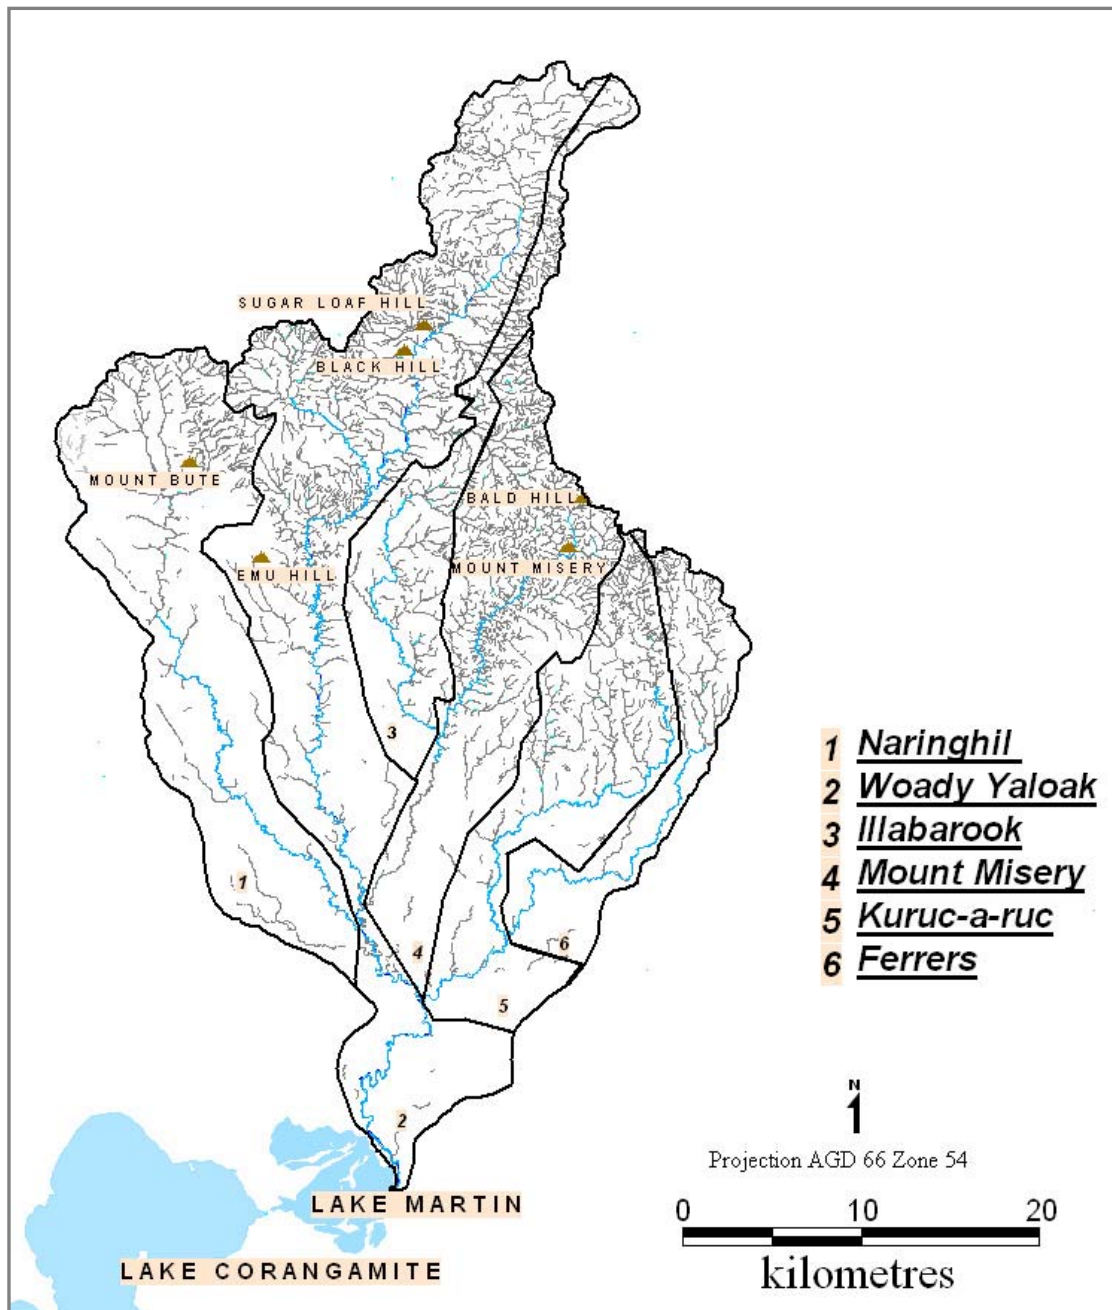 SUGAR LOAF HILL
BLACK HILL
MOUNT BUTE
BALD HILL
EMU HILL
MOUNT MISERY
3
1 Naringhil
2 Woady Yaloak
3 Illabarook
4 Mount Misery
5 Kuruc-a-ruc
6 Ferrers
1
4
6
5
2
N
Projection AGD 66 Zone 54
LAKE MARTIN
0 10 20
kilometres
LAKE CORANGAMITE